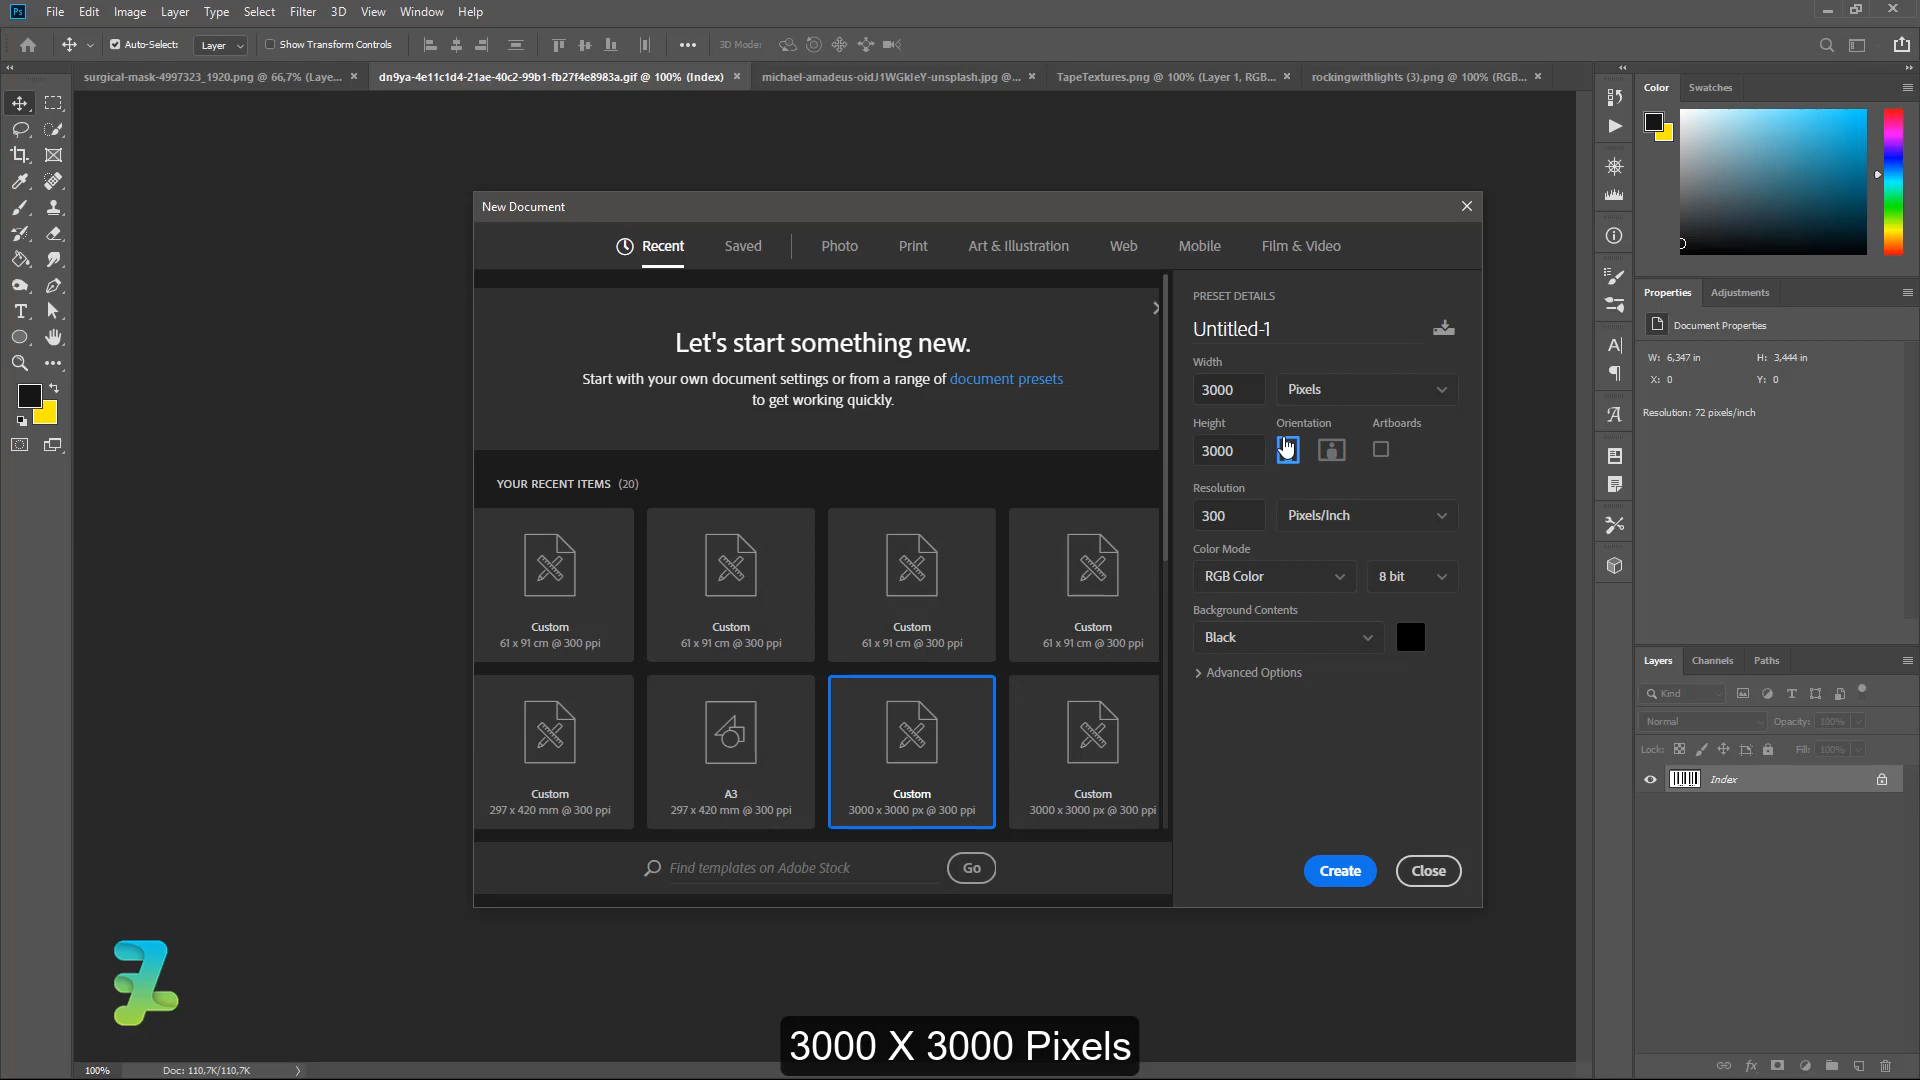 Ps File Edit Image Layer Type Select Filter 3D View Window Help
Auto-Select: Layer Show Transform Controls 3D Mode:
surgical-mask-4997323_1920.png @ 66,7% (Laye...
dn9ya-4e11c1d4-21ae-40c2-99b1-fb27f4e8983a.gif @ 100% (Index)
michael-amadeus-oidJ1WGkIeY-unsplash.jpg @...
TapeTextures.png @ 100% (Layer 1, RGB...
rockingwithlights (3).png @ 100% (RGB...
New Document
Recent Saved Photo Print Art & Illustration Web Mobile Film & Video
Let's start something new.
Start with your own document settings or from a range of document presets
to get working quickly.
YOUR RECENT ITEMS (20)
Custom
61 x 91 cm @ 300 ppi
Custom
61 x 91 cm @ 300 ppi
Custom
61 x 91 cm @ 300 ppi
Custom
61 x 91 cm @ 300 ppi
Custom
297 x 420 mm @ 300 ppi
A3
297 x 420 mm @ 300 ppi
Custom
3000 x 3000 px @ 300 ppi
Custom
3000 x 3000 px @ 300 ppi
Find templates on Adobe Stock
Go
PRESET DETAILS
Untitled-1
Width
3000 Pixels
Height Orientation Artboards
3000
Resolution
300 Pixels/Inch
Color Mode
RGB Color 8 bit
Background Contents
Black
Advanced Options
Create Close
Color Swatches
Properties Adjustments
Document Properties
W: 6,347 in H: 3,444 in
X: 0 Y: 0
Resolution: 72 pixels/inch
Layers Channels Paths
Kind
Normal Opacity: 100%
Lock: Fill: 100%
Index
3000 X 3000 Pixels
100% Doc: 110,7K/110,7K